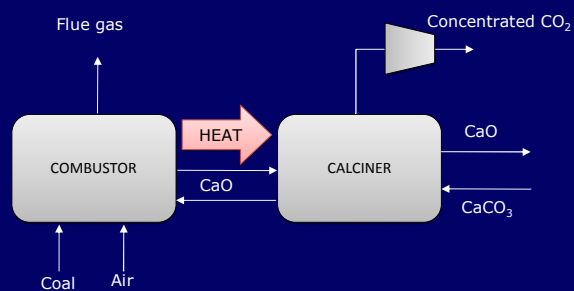 Flue gas
Concentrated CO₂
HEAT
COMBUSTOR
CaO
CALCINER
CaO
CaCO₃
Coal
Air